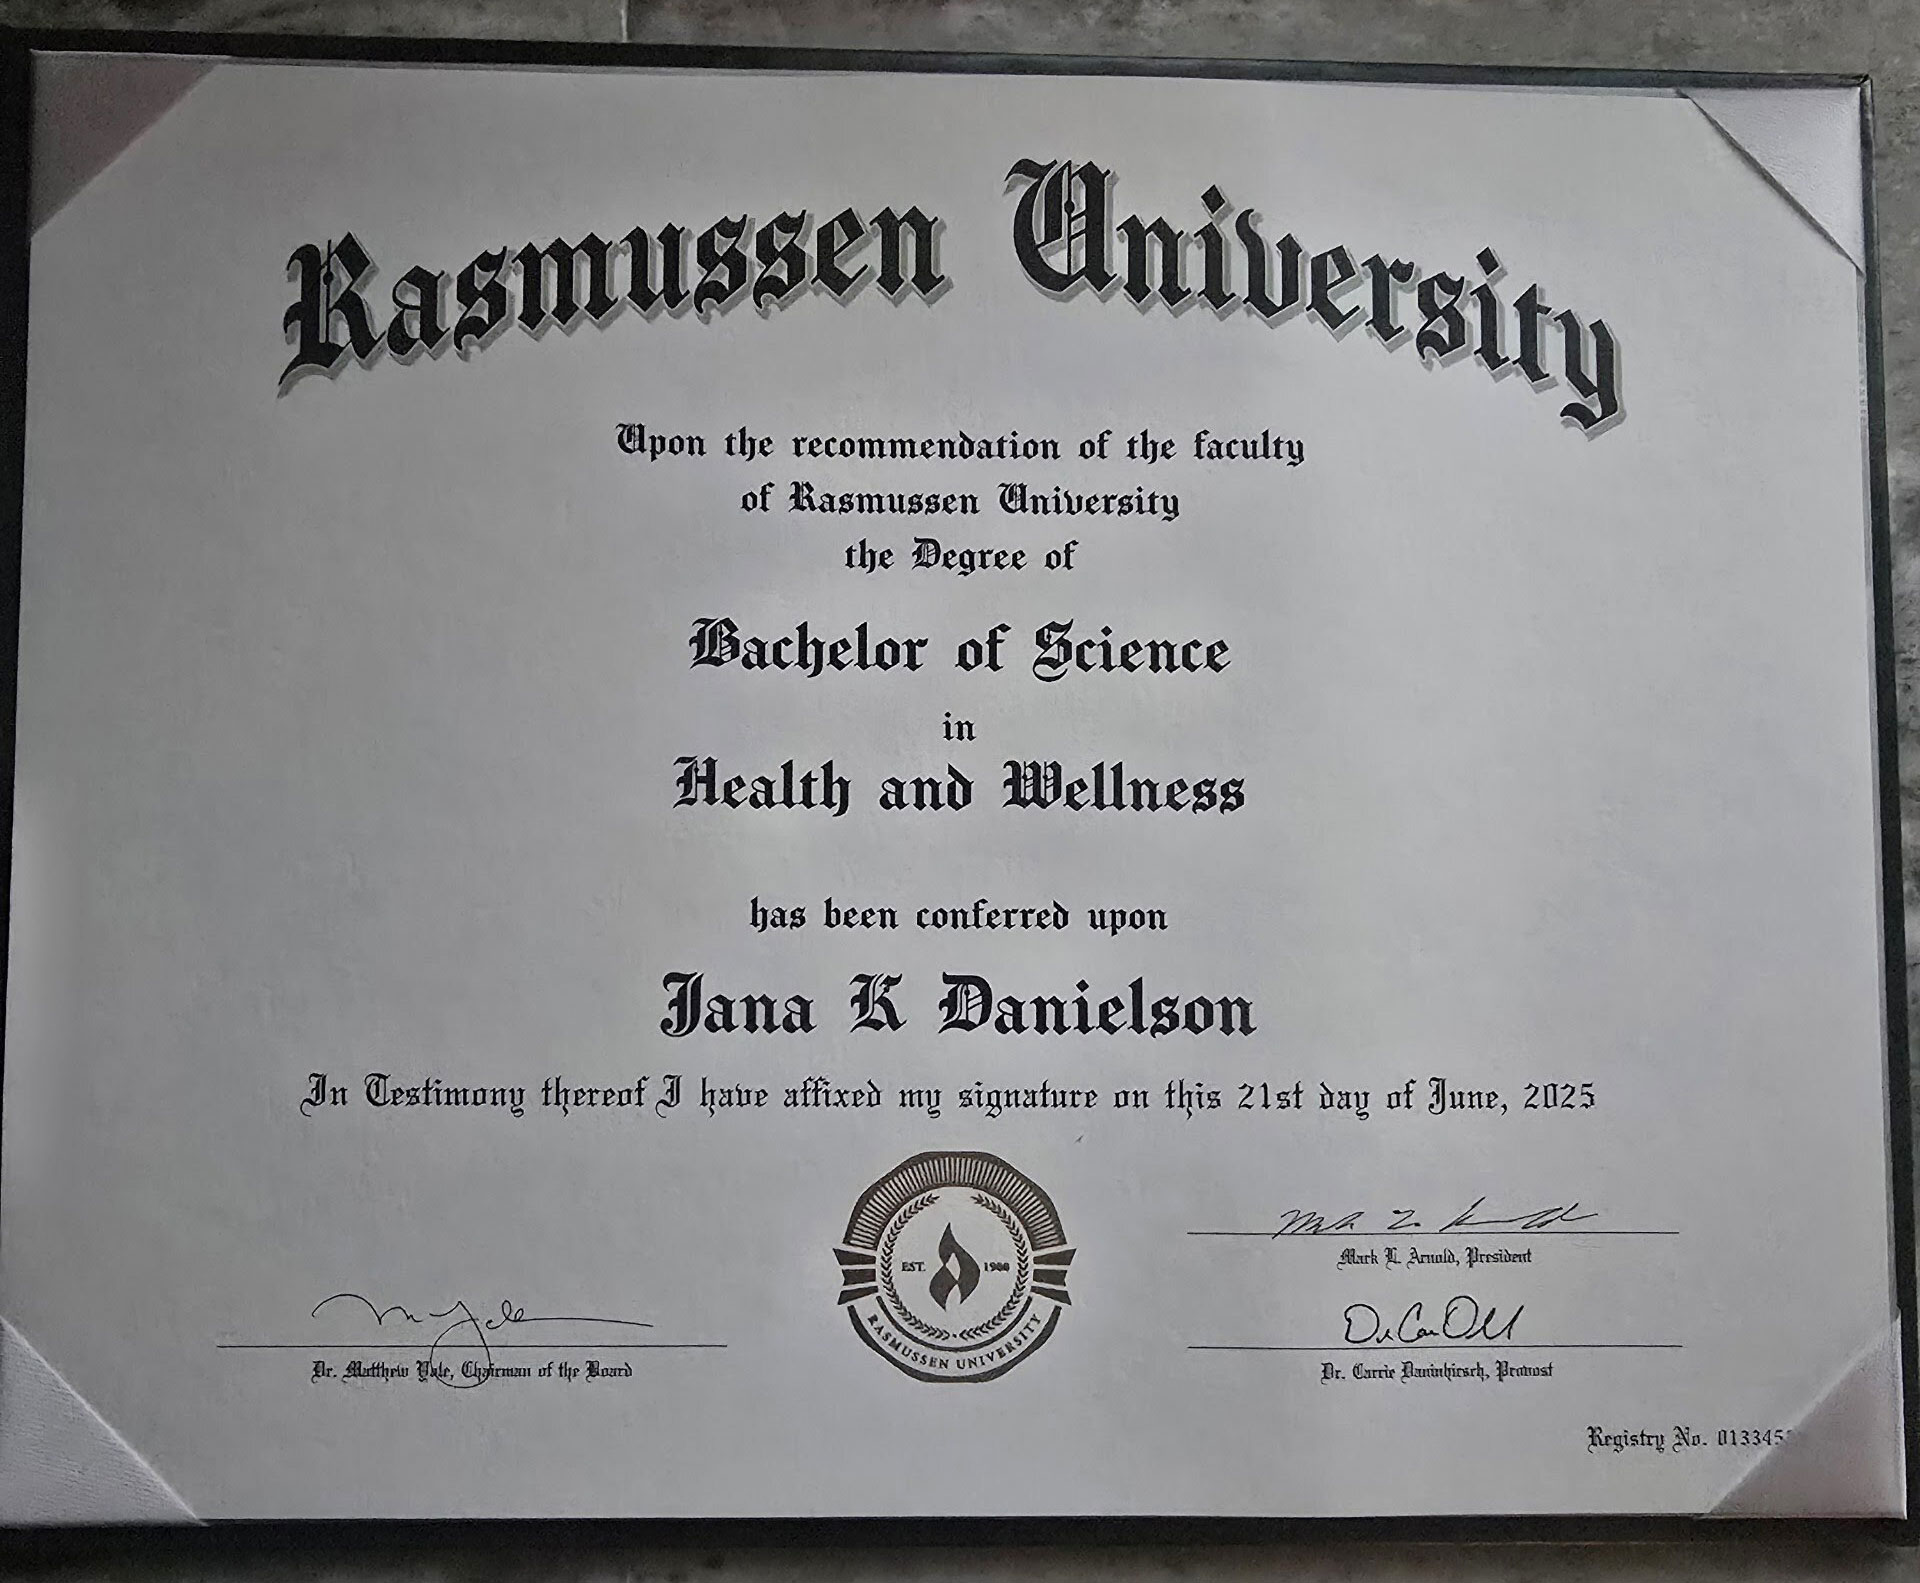 Rasmussen University
Upon the recommendation of the faculty
of Rasmussen University
the Degree of
Bachelor of Science
in
Health and Wellness
has been conferred upon
Jana K Danielson
In Testimony thereof I have affixed my signature on this 21st day of June, 2025
EST. 1900
RASMUSSEN UNIVERSITY
Mark L. Arnold, President
Dr. Matthew Yale, Chairman of the Board
Dr. Carrie Daninhirsch, Provost
Registry No. 013345